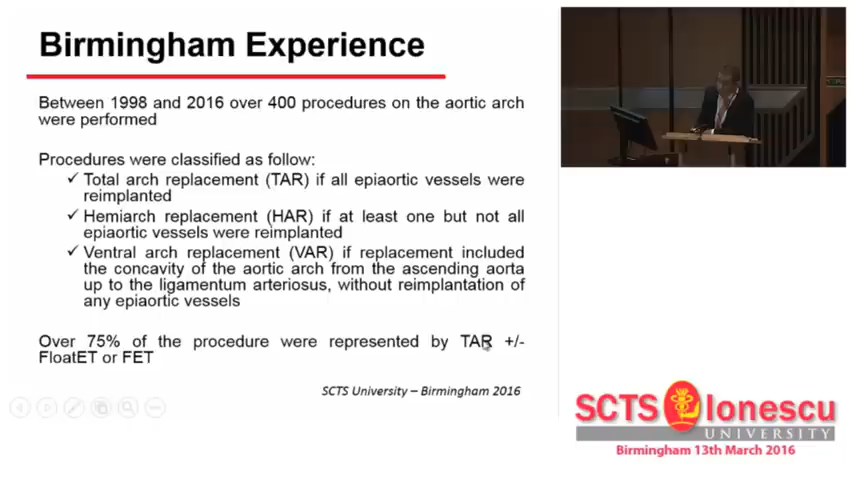 Birmingham Experience
Between 1998 and 2016 over 400 procedures on the aortic arch
were performed
Procedures were classified as follow:
✓ Total arch replacement (TAR) if all epiaortic vessels were
reimplanted
✓ Hemiarch replacement (HAR) if at least one but not all
epiaortic vessels were reimplanted
✓ Ventral arch replacement (VAR) if replacement included
the concavity of the aortic arch from the ascending aorta
up to the ligamentum arteriosus, without reimplantation of
any epiaortic vessels
Over 75% of the procedure were represented by TAR +/-
FloatET or FET
SCTS University – Birmingham 2016
SCTS Ionescu
UNIVERSITY
Birmingham 13th March 2016